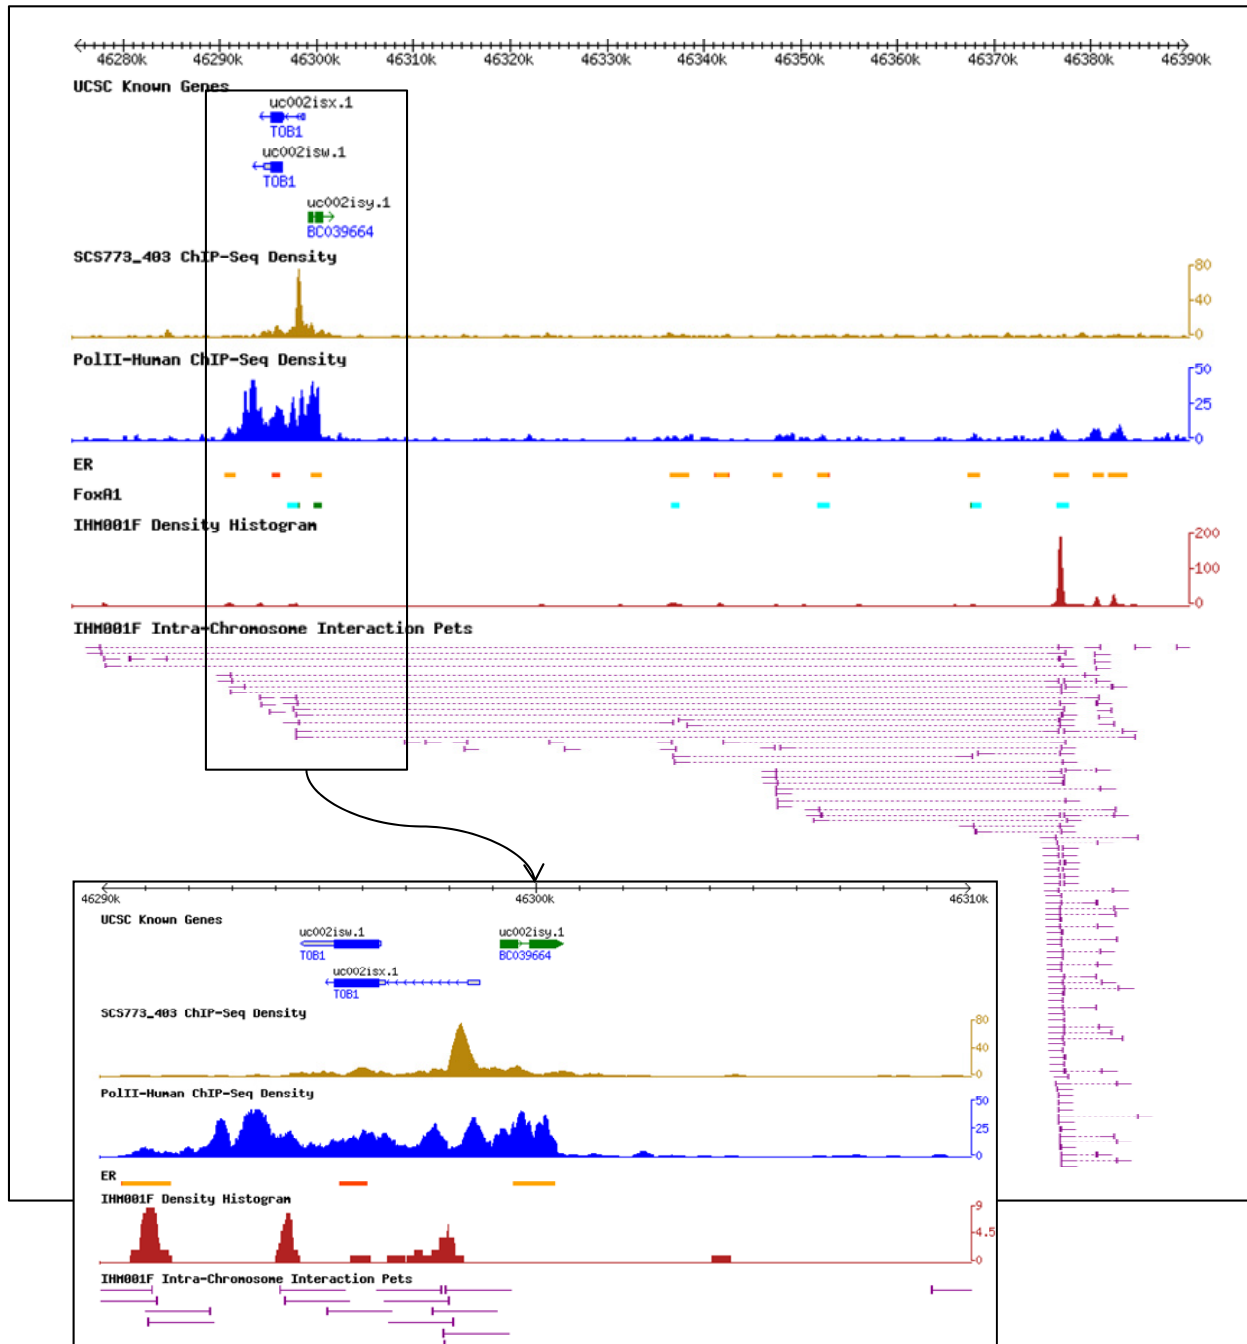 46280k 46290k 46300k 46310k 46320k 46330k 46340k 46350k 46360k 46370k 46380k 46390k
UCSC Known Genes
uc002isx.1
TOB1
uc002isw.1
TOB1
uc002isy.1
BC039664
SCS773_403 ChIP-Seq Density
80
40
0
PolII-Human ChIP-Seq Density
50
25
0
ER
FoxA1
IHM001F Density Histogram
200
100
0
IHM001F Intra-Chromosome Interaction Pets
46290k 46300k 46310k
UCSC Known Genes
uc002isw.1 uc002isy.1
TOB1 BC039664
uc002isx.1
TOB1
SCS773_403 ChIP-Seq Density
80
40
0
PolII-Human ChIP-Seq Density
50
25
0
ER
IHM001F Density Histogram
9
4.5
0
IHM001F Intra-Chromosome Interaction Pets